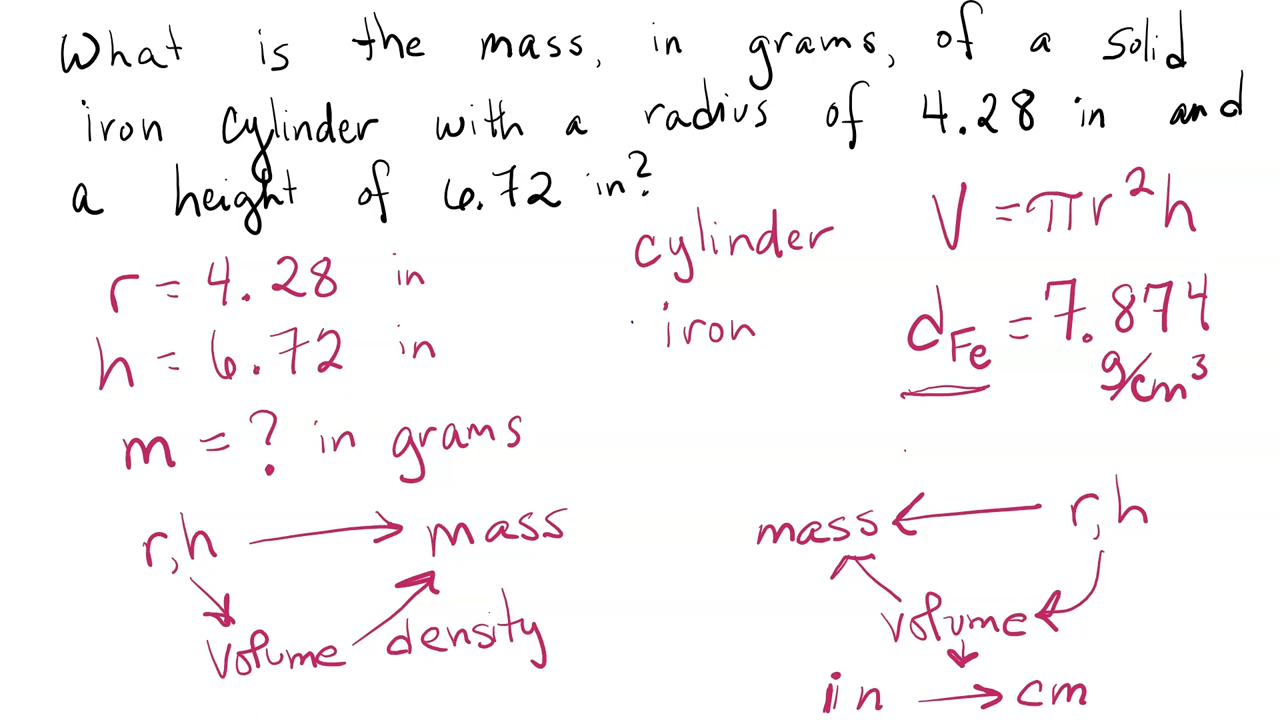 What is the mass, in grams, of a solid
iron cylinder with a radius of 4.28 in and
a height of 6.72 in?
r = 4.28 in
h = 6.72 in
m = ? in grams
cylinder
V = πr²h
iron
d_Fe = 7.874
g/cm³
r,h → mass
volume
density
mass ← r,h
volume
in → cm